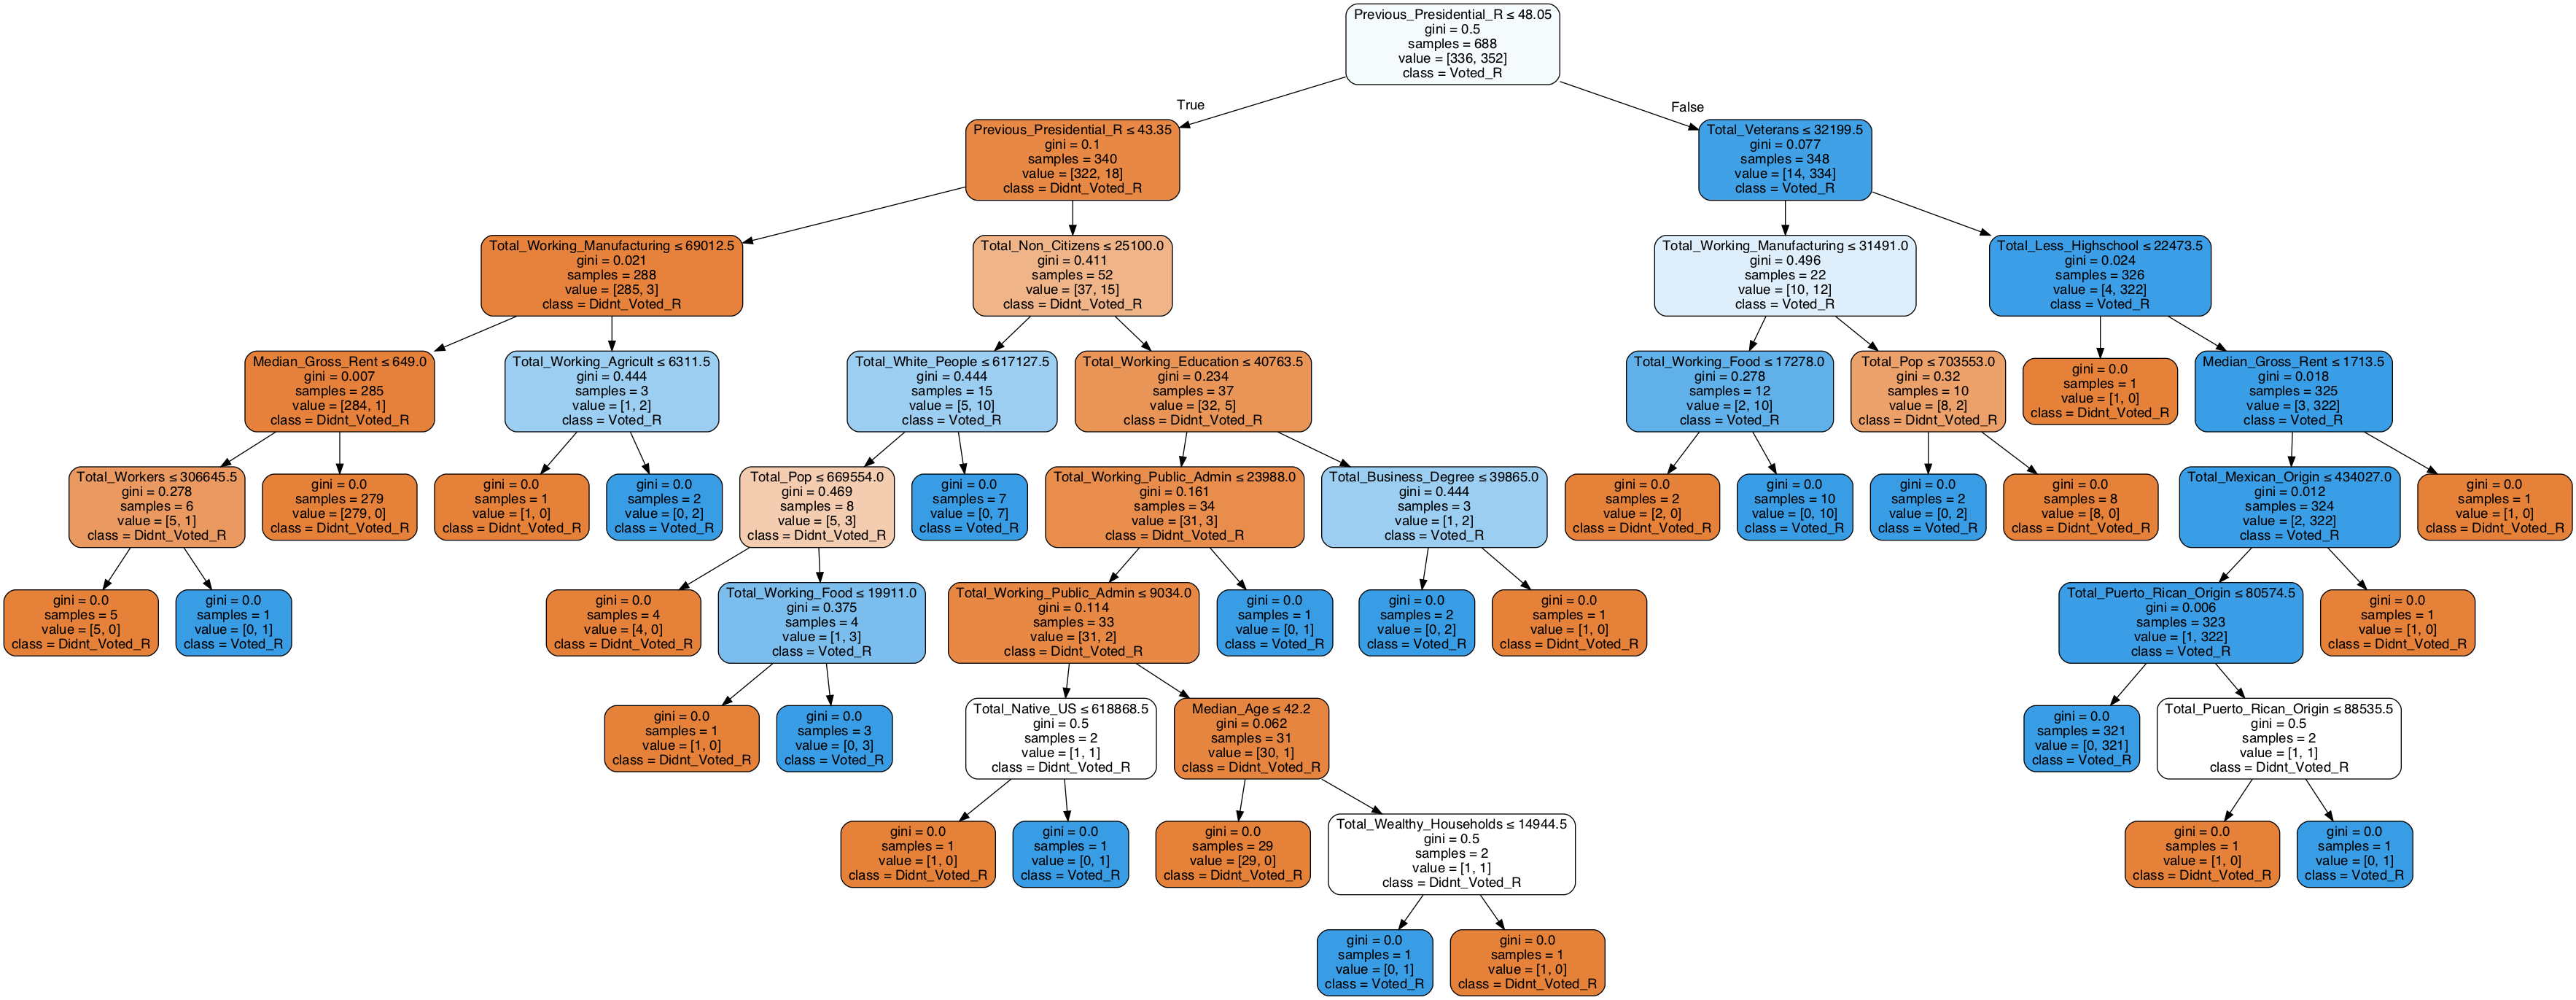 Previous_Presidential_R ≤ 48.05
gini = 0.5
samples = 688
value = [336, 352]
class = Voted_R
True
False
Previous_Presidential_R ≤ 43.35
gini = 0.1
samples = 340
value = [322, 18]
class = Didnt_Voted_R
Total_Veterans ≤ 32199.5
gini = 0.077
samples = 348
value = [14, 334]
class = Voted_R
Total_Working_Manufacturing ≤ 69012.5
gini = 0.021
samples = 288
value = [285, 3]
class = Didnt_Voted_R
Total_Non_Citizens ≤ 25100.0
gini = 0.411
samples = 52
value = [37, 15]
class = Didnt_Voted_R
Total_Working_Manufacturing ≤ 31491.0
gini = 0.496
samples = 22
value = [10, 12]
class = Voted_R
Total_Less_Highschool ≤ 22473.5
gini = 0.024
samples = 326
value = [4, 322]
class = Voted_R
Median_Gross_Rent ≤ 649.0
gini = 0.007
samples = 285
value = [284, 1]
class = Didnt_Voted_R
Total_Working_Agricult ≤ 6311.5
gini = 0.444
samples = 3
value = [1, 2]
class = Voted_R
Total_White_People ≤ 617127.5
gini = 0.444
samples = 15
value = [5, 10]
class = Voted_R
Total_Working_Education ≤ 40763.5
gini = 0.234
samples = 37
value = [32, 5]
class = Didnt_Voted_R
Total_Working_Food ≤ 17278.0
gini = 0.278
samples = 12
value = [2, 10]
class = Voted_R
Total_Pop ≤ 703553.0
gini = 0.32
samples = 10
value = [8, 2]
class = Didnt_Voted_R
gini = 0.0
samples = 1
value = [1, 0]
class = Didnt_Voted_R
Median_Gross_Rent ≤ 1713.5
gini = 0.018
samples = 325
value = [3, 322]
class = Voted_R
Total_Workers ≤ 306645.5
gini = 0.278
samples = 6
value = [5, 1]
class = Didnt_Voted_R
gini = 0.0
samples = 279
value = [279, 0]
class = Didnt_Voted_R
gini = 0.0
samples = 1
value = [1, 0]
class = Didnt_Voted_R
gini = 0.0
samples = 2
value = [0, 2]
class = Voted_R
Total_Pop ≤ 669554.0
gini = 0.469
samples = 8
value = [5, 3]
class = Didnt_Voted_R
gini = 0.0
samples = 7
value = [0, 7]
class = Voted_R
Total_Working_Public_Admin ≤ 23988.0
gini = 0.161
samples = 34
value = [31, 3]
class = Didnt_Voted_R
Total_Business_Degree ≤ 39865.0
gini = 0.444
samples = 3
value = [1, 2]
class = Voted_R
gini = 0.0
samples = 2
value = [2, 0]
class = Didnt_Voted_R
gini = 0.0
samples = 10
value = [0, 10]
class = Voted_R
gini = 0.0
samples = 2
value = [0, 2]
class = Voted_R
gini = 0.0
samples = 8
value = [8, 0]
class = Didnt_Voted_R
Total_Mexican_Origin ≤ 434027.0
gini = 0.012
samples = 324
value = [2, 322]
class = Voted_R
gini = 0.0
samples = 1
value = [1, 0]
class = Didnt_Voted_R
gini = 0.0
samples = 5
value = [5, 0]
class = Didnt_Voted_R
gini = 0.0
samples = 1
value = [0, 1]
class = Voted_R
gini = 0.0
samples = 4
value = [4, 0]
class = Didnt_Voted_R
Total_Working_Food ≤ 19911.0
gini = 0.375
samples = 4
value = [1, 3]
class = Voted_R
Total_Working_Public_Admin ≤ 9034.0
gini = 0.114
samples = 33
value = [31, 2]
class = Didnt_Voted_R
gini = 0.0
samples = 1
value = [0, 1]
class = Voted_R
gini = 0.0
samples = 2
value = [0, 2]
class = Voted_R
gini = 0.0
samples = 1
value = [1, 0]
class = Didnt_Voted_R
Total_Puerto_Rican_Origin ≤ 80574.5
gini = 0.006
samples = 323
value = [1, 322]
class = Voted_R
gini = 0.0
samples = 1
value = [1, 0]
class = Didnt_Voted_R
gini = 0.0
samples = 1
value = [1, 0]
class = Didnt_Voted_R
gini = 0.0
samples = 3
value = [0, 3]
class = Voted_R
Total_Native_US ≤ 618868.5
gini = 0.5
samples = 2
value = [1, 1]
class = Didnt_Voted_R
Median_Age ≤ 42.2
gini = 0.062
samples = 31
value = [30, 1]
class = Didnt_Voted_R
gini = 0.0
samples = 321
value = [0, 321]
class = Voted_R
Total_Puerto_Rican_Origin ≤ 88535.5
gini = 0.5
samples = 2
value = [1, 1]
class = Didnt_Voted_R
gini = 0.0
samples = 1
value = [1, 0]
class = Didnt_Voted_R
gini = 0.0
samples = 1
value = [0, 1]
class = Voted_R
gini = 0.0
samples = 29
value = [29, 0]
class = Didnt_Voted_R
Total_Wealthy_Households ≤ 14944.5
gini = 0.5
samples = 2
value = [1, 1]
class = Didnt_Voted_R
gini = 0.0
samples = 1
value = [1, 0]
class = Didnt_Voted_R
gini = 0.0
samples = 1
value = [0, 1]
class = Voted_R
gini = 0.0
samples = 1
value = [0, 1]
class = Voted_R
gini = 0.0
samples = 1
value = [1, 0]
class = Didnt_Voted_R